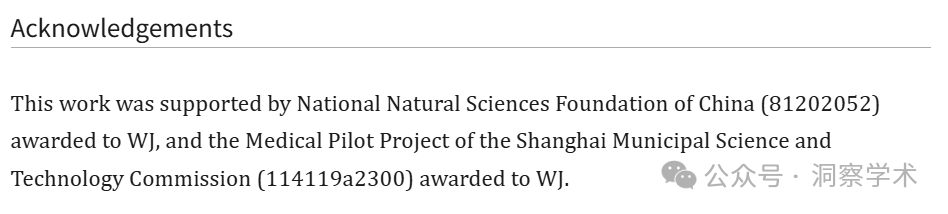 Acknowledgements
This work was supported by National Natural Sciences Foundation of China (81202052)
awarded to WJ, and the Medical Pilot Project of the Shanghai Municipal Science and
Technology Commission (114119a2300) awarded to WJ.
公众号 · 洞察学术